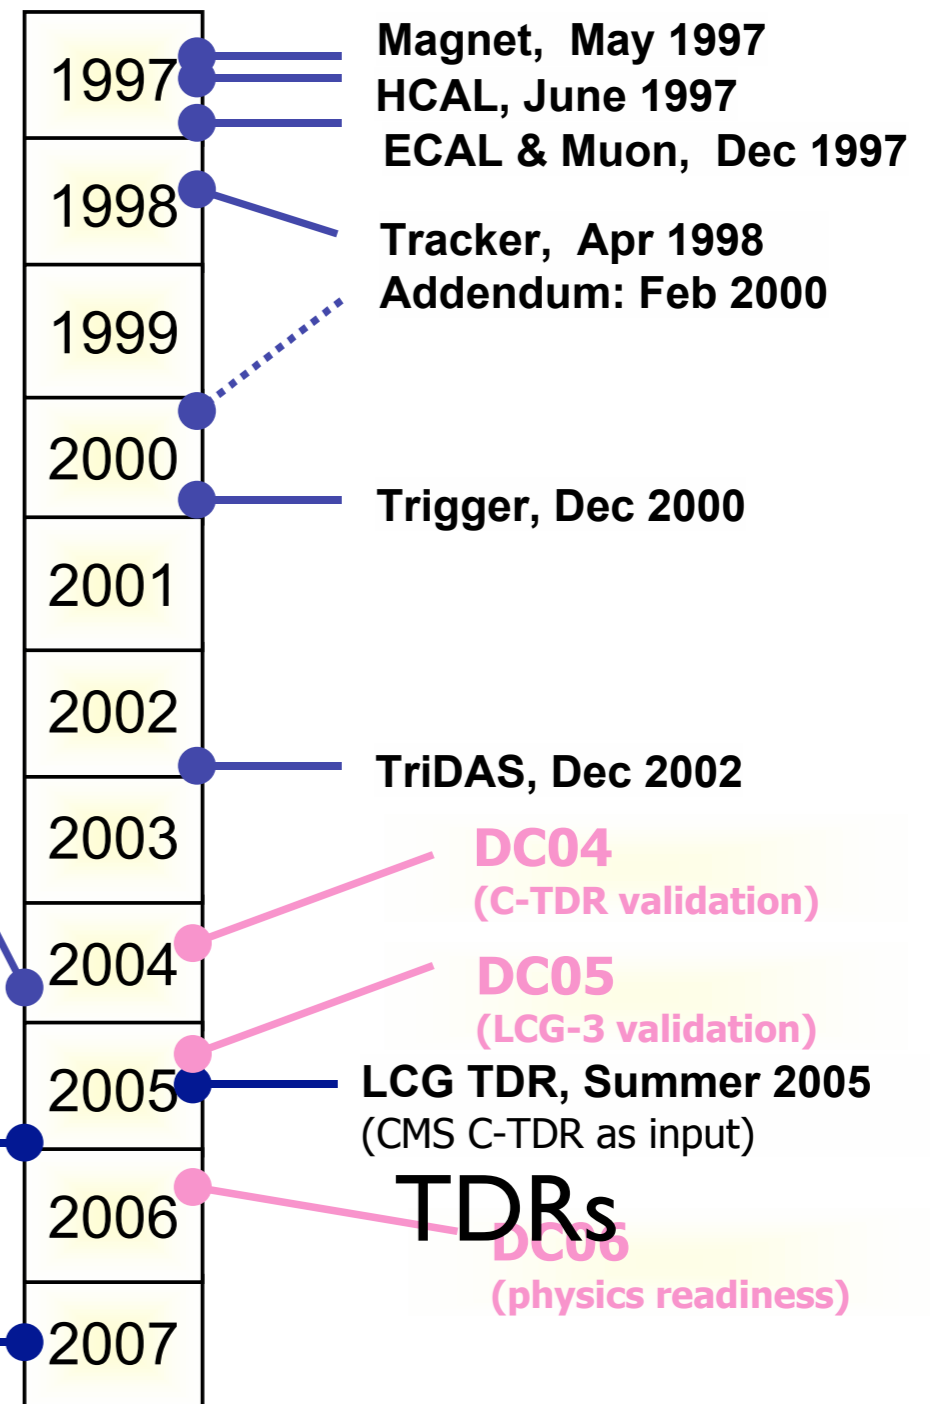 1997
Magnet, May 1997
HCAL, June 1997
ECAL & Muon, Dec 1997
1998
Tracker, Apr 1998
Addendum: Feb 2000
1999
2000
Trigger, Dec 2000
2001
2002
TriDAS, Dec 2002
2003
DC04
(C-TDR validation)
2004
DC05
(LCG-3 validation)
2005
LCG TDR, Summer 2005
(CMS C-TDR as input)
2006
TDRs
DC06
(physics readiness)
2007